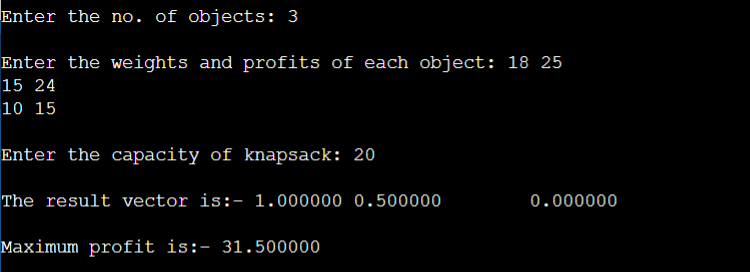 Enter the no. of objects: 3
Enter the weights and profits of each object: 18 25
15 24
10 15
Enter the capacity of knapsack: 20
The result vector is:- 1.000000 0.500000 0.000000
Maximum profit is:- 31.500000